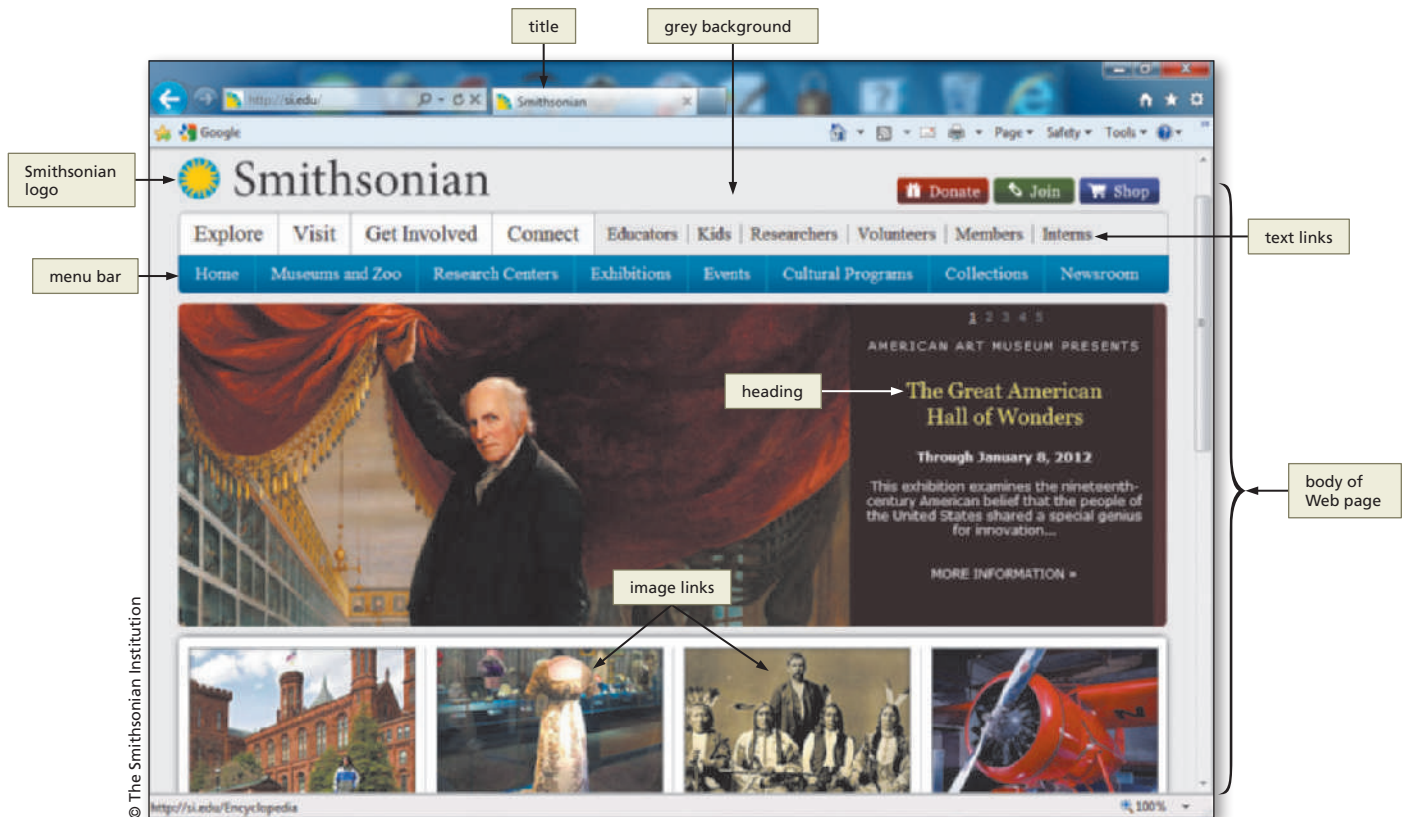 title
grey background
http://si.edu/
Smithsonian
Google
Page
Safety
Tools
Smithsonian
logo
Smithsonian
Donate
Join
Shop
Explore Visit Get Involved Connect Educators | Kids | Researchers | Volunteers | Members | Interns
text links
menu bar
Home Museums and Zoo Research Centers Exhibitions Events Cultural Programs Collections Newsroom
1 2 3 4 5
AMERICAN ART MUSEUM PRESENTS
heading
The Great American
Hall of Wonders
Through January 8, 2012
This exhibition examines the nineteenth-
century American belief that the people of
the United States shared a special genius
for innovation...
MORE INFORMATION »
body of
Web page
image links
© The Smithsonian Institution
http://si.edu/Encyclopedia
100%